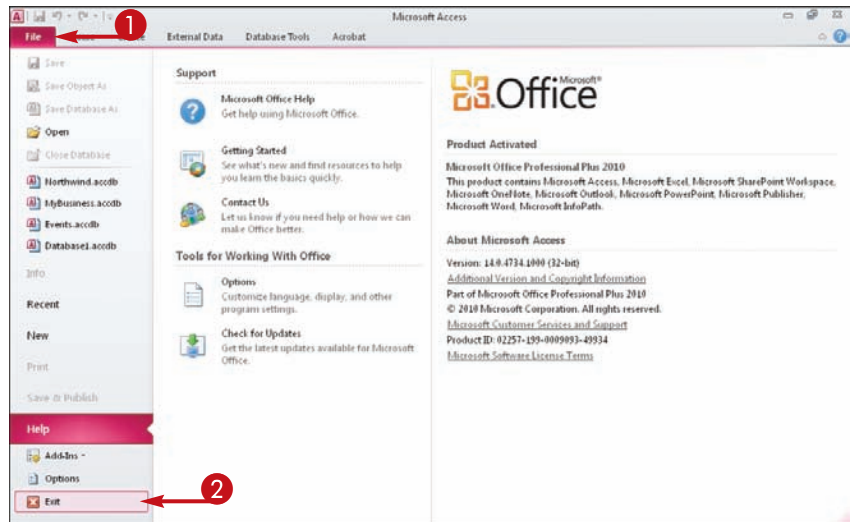 Microsoft Access
File
External Data
Database Tools
Acrobat
1
Save
Save Object As
Save Database As
Open
Close Database
Northwind.accdb
MyBusiness.accdb
Events.accdb
Database1.accdb
Info
Recent
New
Print
Save & Publish
Help
Add-Ins
Options
Exit
2
Support
Microsoft Office Help
Get help using Microsoft Office.
Getting Started
See what's new and find resources to help
you learn the basics quickly.
Contact Us
Let us know if you need help or how we can
make Office better.
Tools for Working With Office
Options
Customize language, display, and other
program settings.
Check for Updates
Get the latest updates available for Microsoft
Office.
Microsoft®
Office
Product Activated
Microsoft Office Professional Plus 2010
This product contains Microsoft Access, Microsoft Excel, Microsoft SharePoint Workspace,
Microsoft OneNote, Microsoft Outlook, Microsoft PowerPoint, Microsoft Publisher,
Microsoft Word, Microsoft InfoPath.
About Microsoft Access
Version: 14.0.4734.1000 (32-bit)
Additional Version and Copyright Information
Part of Microsoft Office Professional Plus 2010
© 2010 Microsoft Corporation. All rights reserved.
Microsoft Customer Services and Support
Product ID: 02257-199-0009093-49934
Microsoft Software License Terms